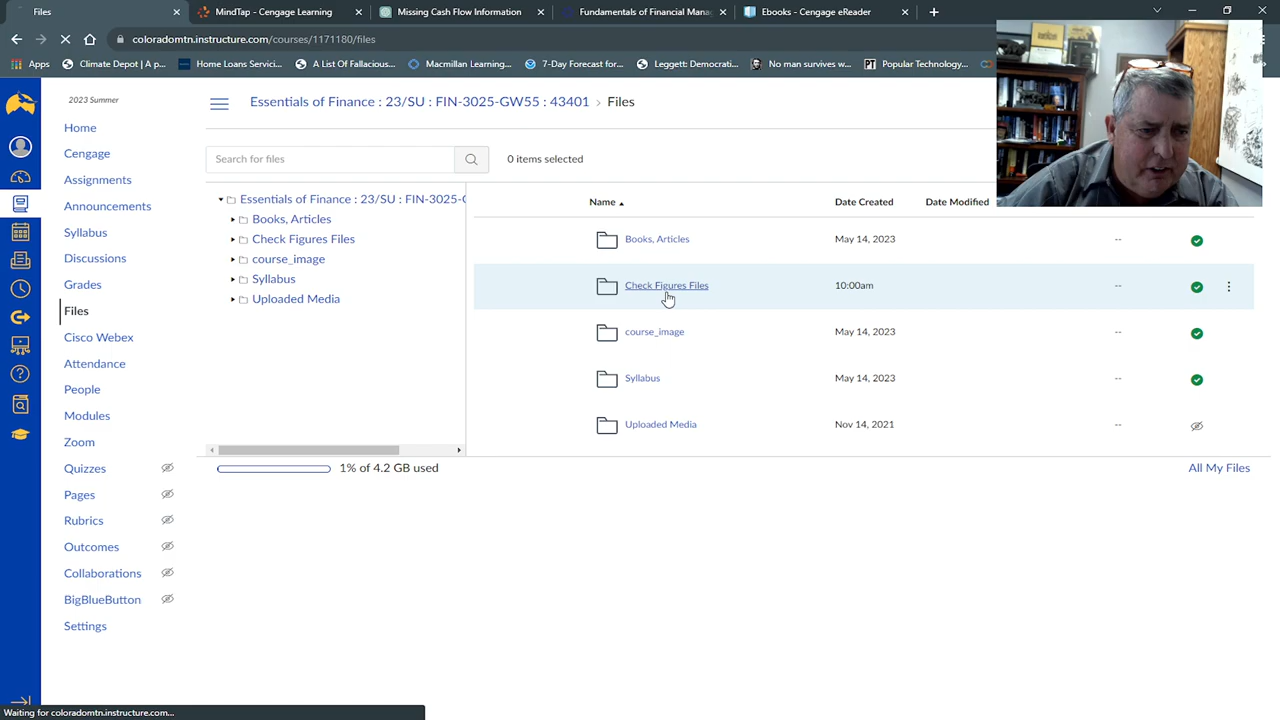 Files
MindTap - Cengage Learning
Missing Cash Flow Information
Fundamentals of Financial Mana
Ebooks - Cengage eReader
coloradomtn.instructure.com/courses/1171180/files
Apps
Climate Depot | A p...
Home Loans Servic...
A List Of Fallacious...
Macmillan Learning...
7-Day Forecast for...
Leggett: Democrati...
No man survives w...
Popular Technology...
2023 Summer
Home
Cengage
Assignments
Announcements
Syllabus
Discussions
Grades
Files
Cisco Webex
Attendance
People
Modules
Zoom
Quizzes
Pages
Rubrics
Outcomes
Collaborations
BigBlueButton
Settings
Essentials of Finance : 23/SU : FIN-3025-GW55 : 43401 > Files
Search for files
0 items selected
Essentials of Finance : 23/SU : FIN-3025-
Books, Articles
Check Figures Files
course_image
Syllabus
Uploaded Media
Name Date Created Date Modified
Books, Articles May 14, 2023 --
Check Figures Files 10:00am --
course_image May 14, 2023 --
Syllabus May 14, 2023 --
Uploaded Media Nov 14, 2021 --
1% of 4.2 GB used
All My Files
Waiting for coloradomtn.instructure.com...